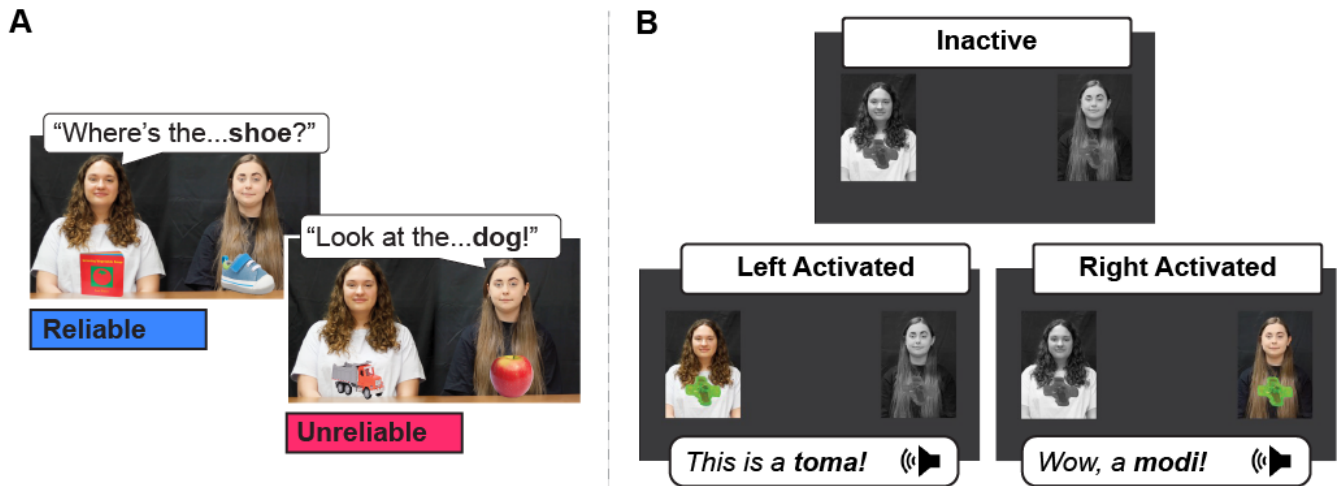 A
“Where’s the...shoe?”
Reliable
“Look at the...dog!”
Unreliable
B
Inactive
Left Activated
This is a toma!
Right Activated
Wow, a modi!